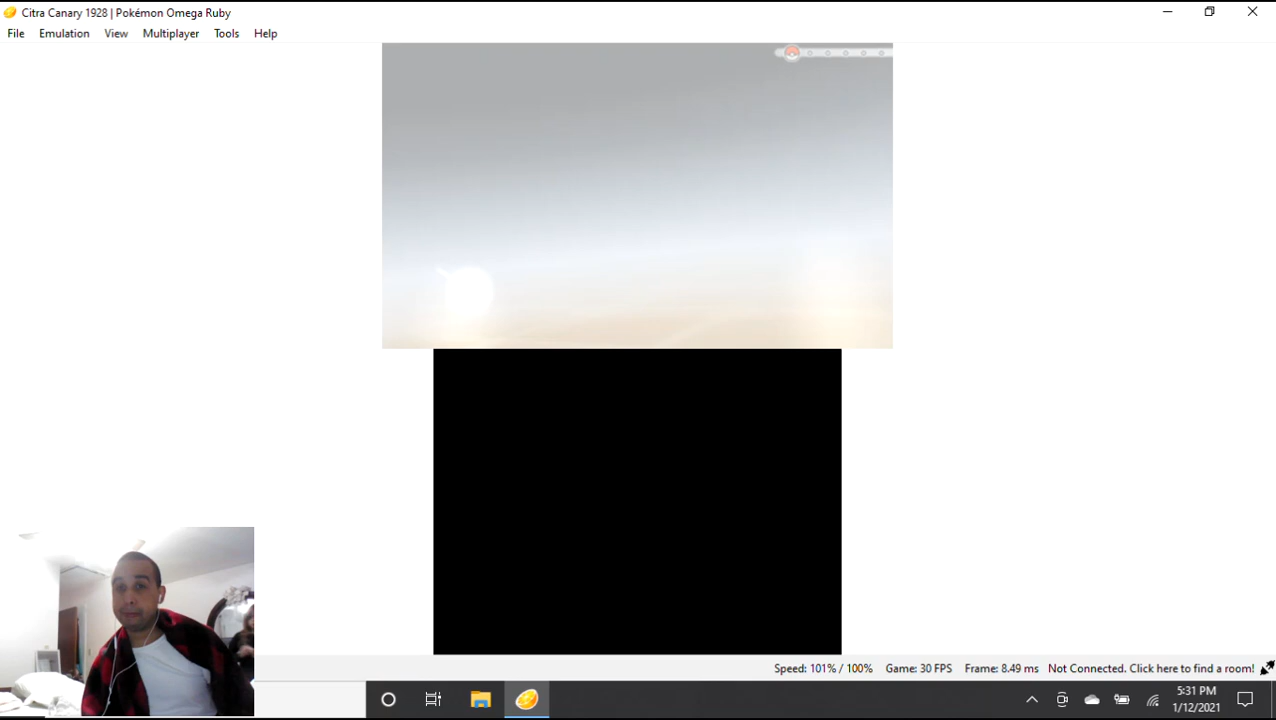 Citra Canary 1928 | Pokémon Omega Ruby
File Emulation View Multiplayer Tools Help
Speed: 101% / 100% Game: 30 FPS Frame: 8.49 ms Not Connected. Click here to find a room!
5:31 PM
1/12/2021